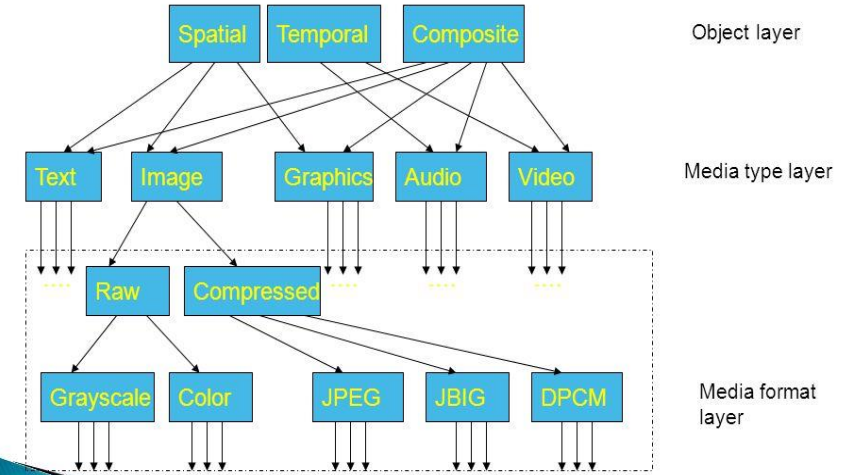 Spatial Temporal Composite Object layer
Text Image Graphics Audio Video Media type layer
.... .... .... ....
Raw Compressed
Grayscale Color JPEG JBIG DPCM Media format
layer